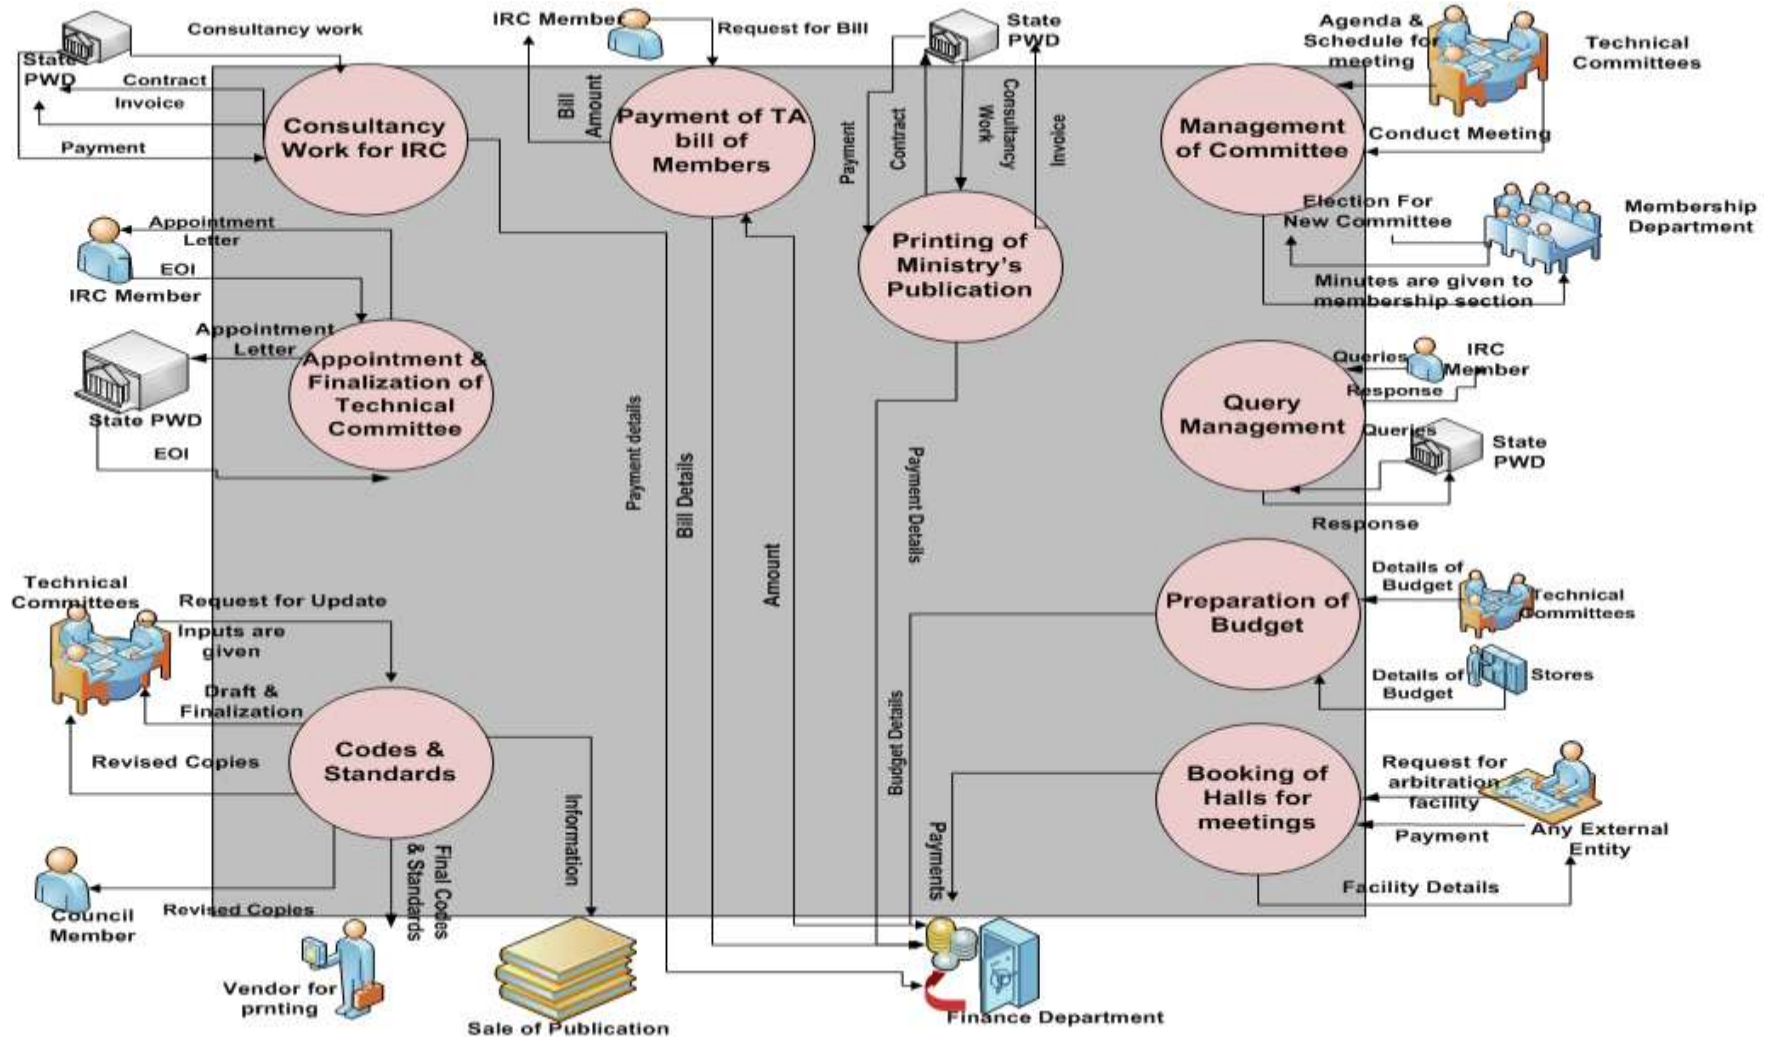 Consultancy work
State
PWD
Contract
Invoice
Payment
Consultancy
Work for IRC
IRC Member
Request for Bill
Bill
Amount
Payment of TA
bill of
Members
State
PWD
Payment
Contract
Consultancy
Work
Invoice
Printing of
Ministry's
Publication
Agenda &
Schedule for
meeting
Technical
Committees
Management
of Committee
Conduct Meeting
Election For
New Committee
Membership
Department
Minutes are given to
membership section
Appointment
Letter
EOI
IRC Member
Appointment
Letter
State PWD
EOI
Appointment &
Finalization of
Technical
Committee
Queries
IRC
Member
Response
Query
Management
Queries
State
PWD
Response
Payment details
Bill Details
Amount
Payment Details
Budget Details
Payments
Details of
Budget
Technical
Committees
Preparation of
Budget
Details of
Budget
Stores
Technical
Committees
Request for Update
Inputs are
given
Draft &
Finalization
Revised Copies
Codes &
Standards
Information
Final Codes
& Standards
Revised Copies
Council
Member
Vendor for
prnting
Sale of Publication
Finance Department
Booking of
Halls for
meetings
Request for
arbitration
facility
Payment
Any External
Entity
Facility Details